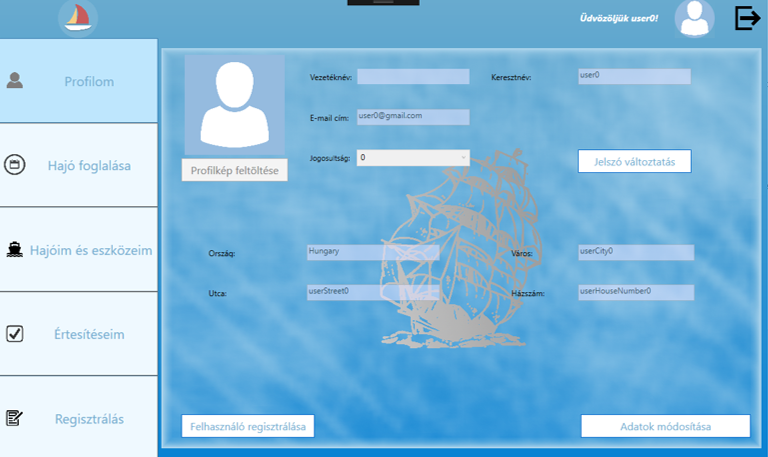 Üdvözöljük user0!
Profilom
Hajó foglalása
Hajóim és eszközeim
Értesítéseim
Regisztrálás
Profilkép feltöltése
Vezetéknév:
Keresztnév: user0
E-mail cím: user0@gmail.com
Jogosultság: 0
Jelszó változtatás
Ország: Hungary
Város: userCity0
Utca: userStreet0
Házszám: userHouseNumber0
Felhasználó regisztrálása
Adatok módosítása